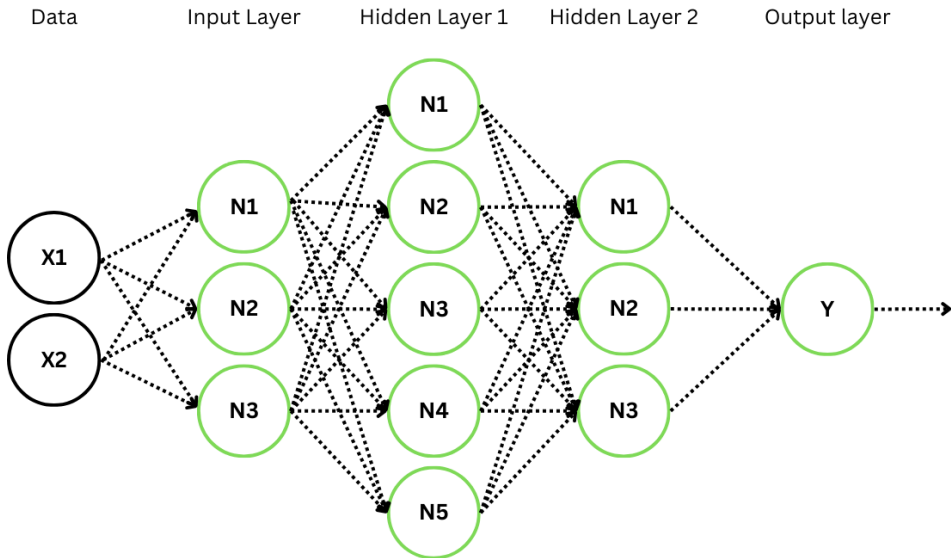 Data
Input Layer
Hidden Layer 1
Hidden Layer 2
Output layer
X1
X2
N1
N2
N3
N1
N2
N3
N4
N5
N1
N2
N3
Y